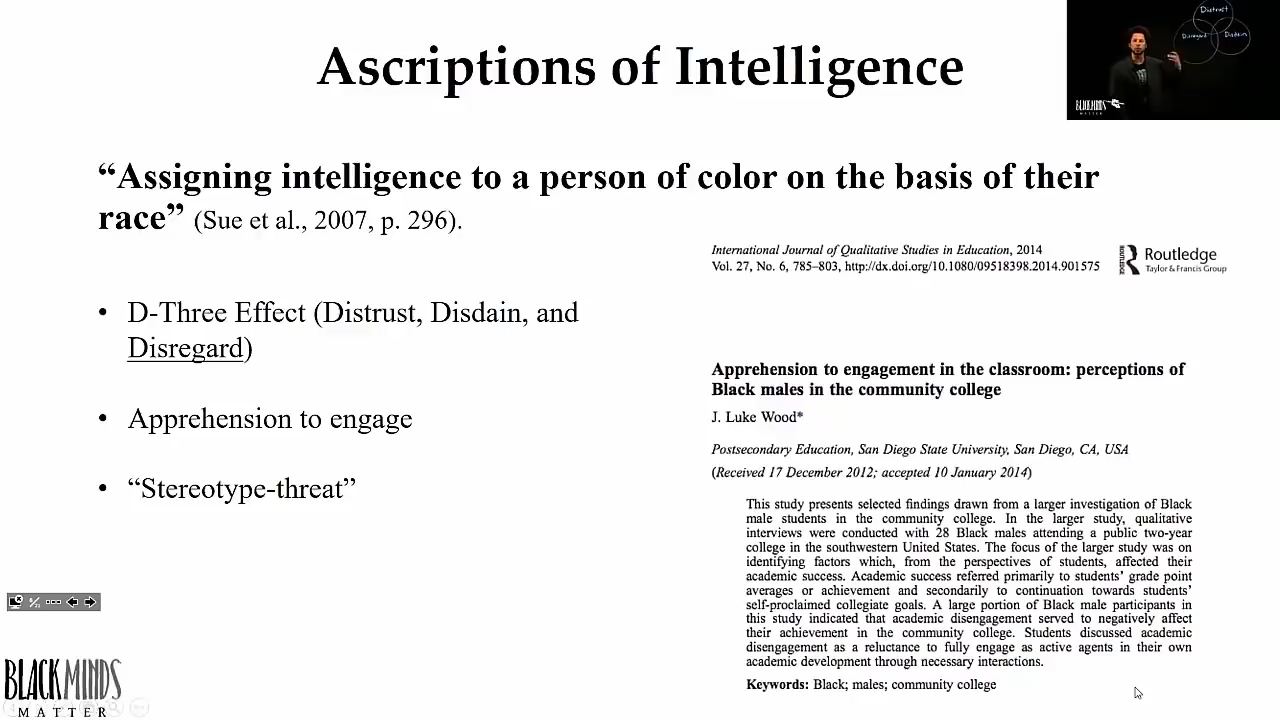 Ascriptions of Intelligence
Distrust
Disregard
Disdain
BLACKMINDS
MATTER
“Assigning intelligence to a person of color on the basis of their
race” (Sue et al., 2007, p. 296).
• D-Three Effect (Distrust, Disdain, and
Disregard)
• Apprehension to engage
• “Stereotype-threat”
International Journal of Qualitative Studies in Education, 2014
Vol. 27, No. 6, 785–803, http://dx.doi.org/10.1080/09518398.2014.901575
ROUTLEDGE
Routledge
Taylor & Francis Group
Apprehension to engagement in the classroom: perceptions of
Black males in the community college
J. Luke Wood*
Postsecondary Education, San Diego State University, San Diego, CA, USA
(Received 17 December 2012; accepted 10 January 2014)
This study presents selected findings drawn from a larger investigation of Black
male students in the community college. In the larger study, qualitative
interviews were conducted with 28 Black males attending a public two-year
college in the southwestern United States. The focus of the larger study was on
identifying factors which, from the perspectives of students, affected their
academic success. Academic success referred primarily to students’ grade point
averages or achievement and secondarily to continuation towards students’
self-proclaimed collegiate goals. A large portion of Black male participants in
this study indicated that academic disengagement served to negatively affect
their achievement in the community college. Students discussed academic
disengagement as a reluctance to fully engage as active agents in their own
academic development through necessary interactions.
Keywords: Black; males; community college
BLACKMINDS
MATTER